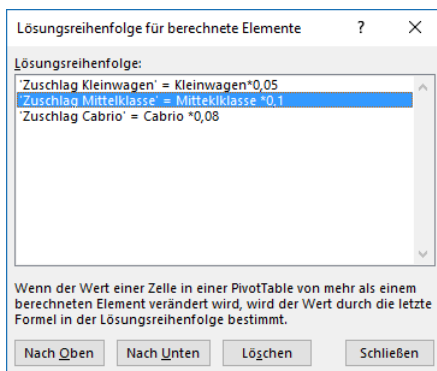 Lösungsreihenfolge für berechnete Elemente ? ×
Lösungsreihenfolge:
'Zuschlag Kleinwagen' = Kleinwagen*0,05
'Zuschlag Mittelklasse' = Mitteklklasse *0,1
'Zuschlag Cabrio' = Cabrio *0,08
Wenn der Wert einer Zelle in einer PivotTable von mehr als einem
berechneten Element verändert wird, wird der Wert durch die letzte
Formel in der Lösungsreihenfolge bestimmt.
Nach Oben Nach Unten Löschen Schließen